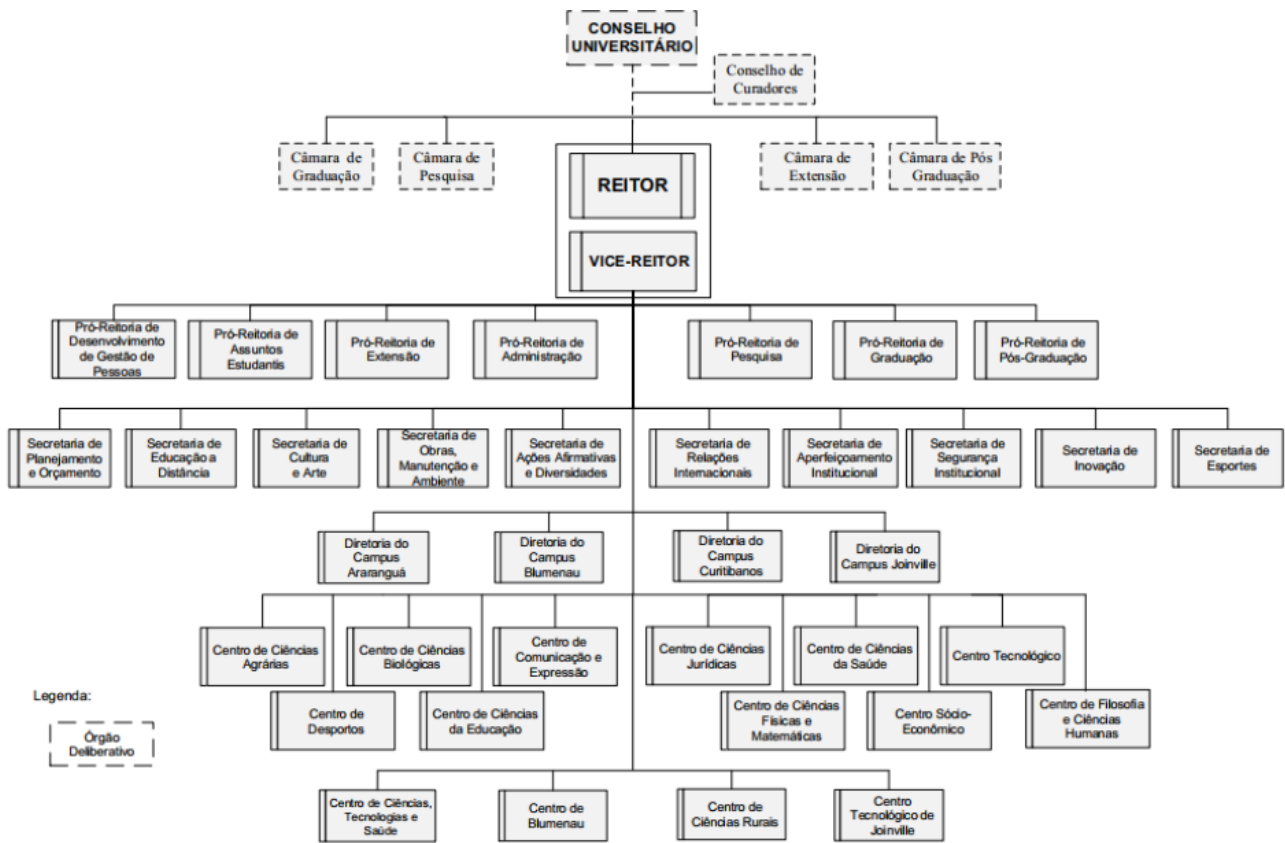 CONSELHO
UNIVERSITÁRIO
Conselho de
Curadores
Câmara de
Graduação
Câmara de
Pesquisa
Câmara de
Extensão
Câmara de Pós
Graduação
REITOR
VICE-REITOR
Pró-Reitoria de
Desenvolvimento
de Gestão de
Pessoas
Pró-Reitoria de
Assuntos
Estudantis
Pró-Reitoria de
Extensão
Pró-Reitoria de
Administração
Pró-Reitoria de
Pesquisa
Pró-Reitoria de
Graduação
Pró-Reitoria de
Pós-Graduação
Secretaria de
Planejamento
e Orçamento
Secretaria de
Educação a
Distância
Secretaria de
Cultura
e Arte
Secretaria de
Obras,
Manutenção e
Ambiente
Secretaria de
Ações Afirmativas
e Diversidades
Secretaria de
Relações
Internacionais
Secretaria de
Aperfeiçoamento
Institucional
Secretaria de
Segurança
Institucional
Secretaria de
Inovação
Secretaria de
Esportes
Diretoria do
Campus
Araranguá
Diretoria do
Campus
Blumenau
Diretoria do
Campus
Curitibanos
Diretoria do
Campus Joinville
Centro de Ciências
Agrárias
Centro de Ciências
Biológicas
Centro de
Comunicação e
Expressão
Centro de Ciências
Jurídicas
Centro de Ciências
da Saúde
Centro Tecnológico
Legenda:
Órgão
Deliberativo
Centro de
Desportos
Centro de Ciências
da Educação
Centro de Ciências
Físicas e
Matemáticas
Centro Sócio-
Econômico
Centro de Filosofia
e Ciências
Humanas
Centro de Ciências,
Tecnologias e
Saúde
Centro de
Blumenau
Centro de
Ciências Rurais
Centro
Tecnológico de
Joinville